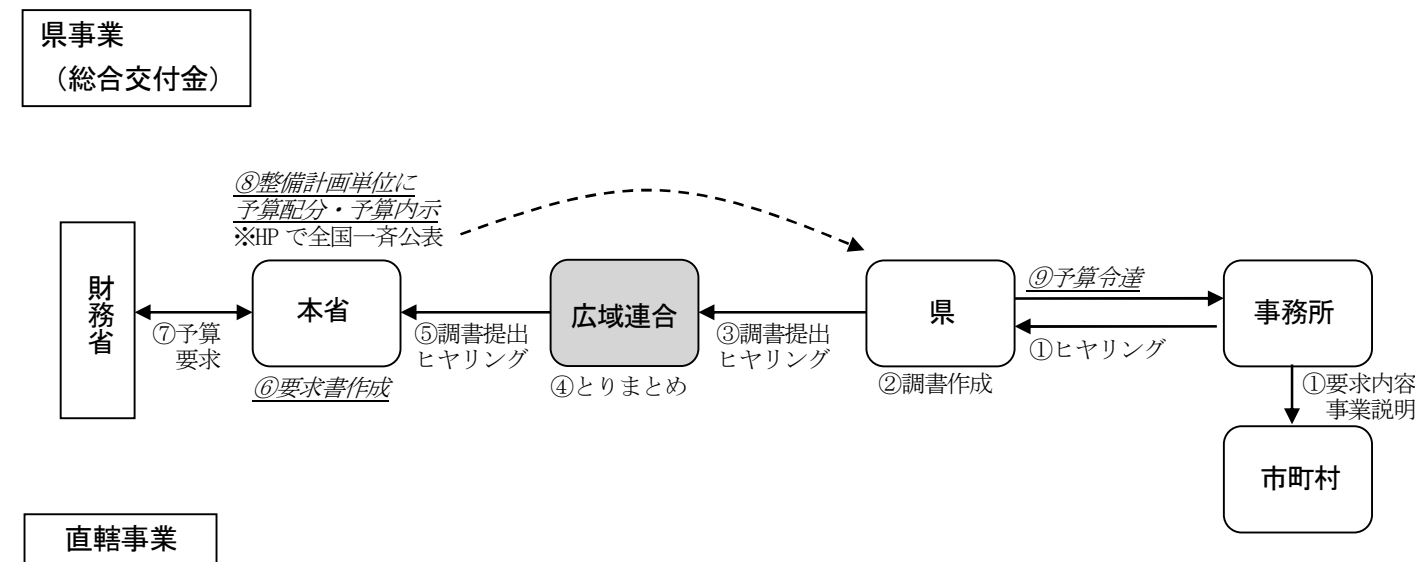 県事業
（総合交付金）
⑧整備計画単位に
予算配分・予算内示
※HP で全国一斉公表
財務省
⑦予算
要求
本省
⑥要求書作成
⑤調書提出
ヒヤリング
広域連合
④とりまとめ
③調書提出
ヒヤリング
県
②調書作成
⑨予算令達
①ヒヤリング
事務所
①要求内容
事業説明
市町村
直轄事業